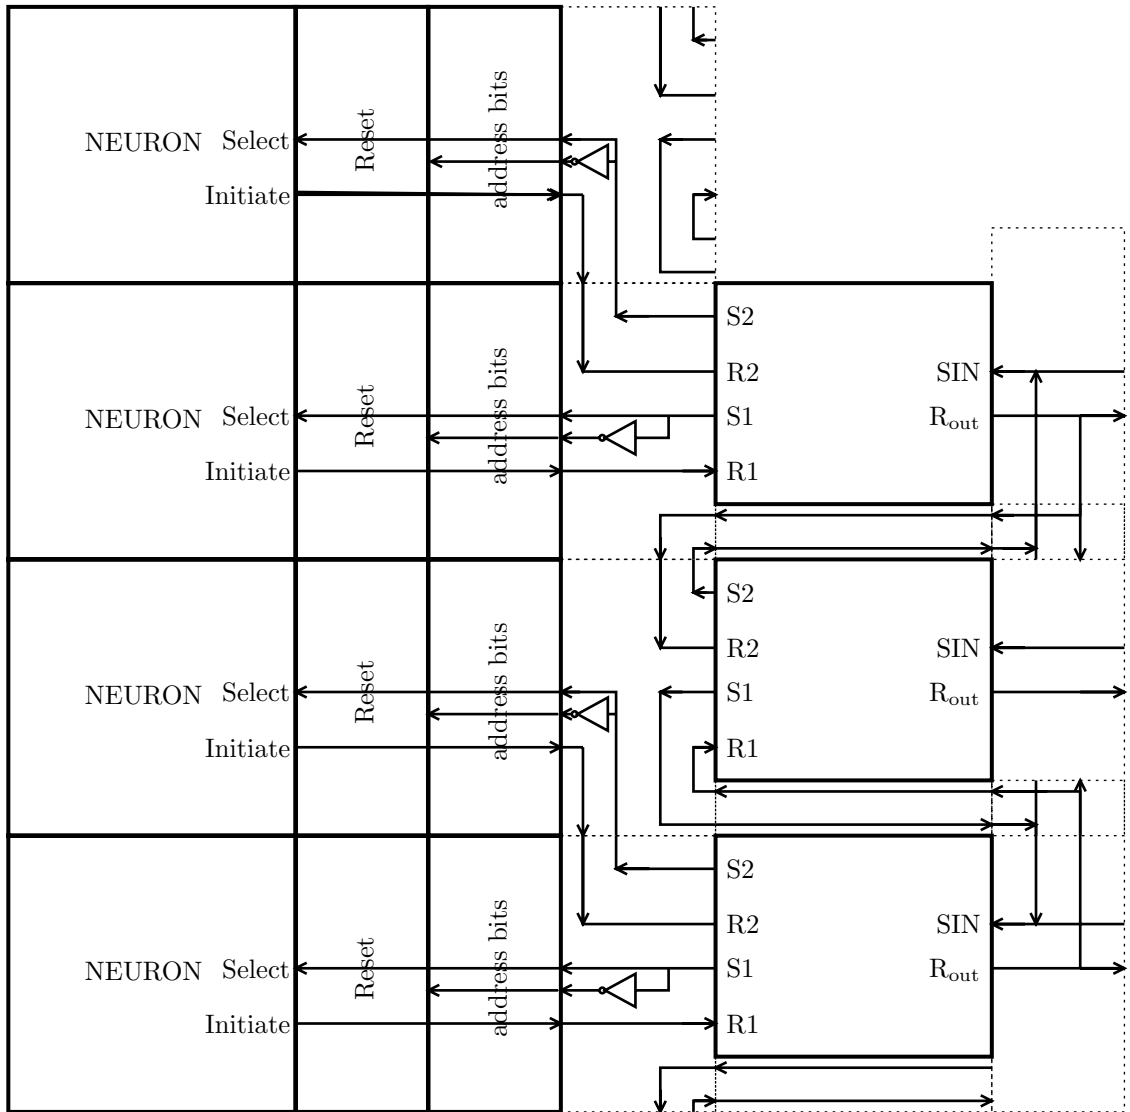 NEURON Select
Initiate
Reset
address bits
S2
R2
S1
R1
SIN
Rout
NEURON Select
Initiate
Reset
address bits
S2
R2
S1
R1
SIN
Rout
NEURON Select
Initiate
Reset
address bits
S2
R2
S1
R1
SIN
Rout
NEURON Select
Initiate
Reset
address bits